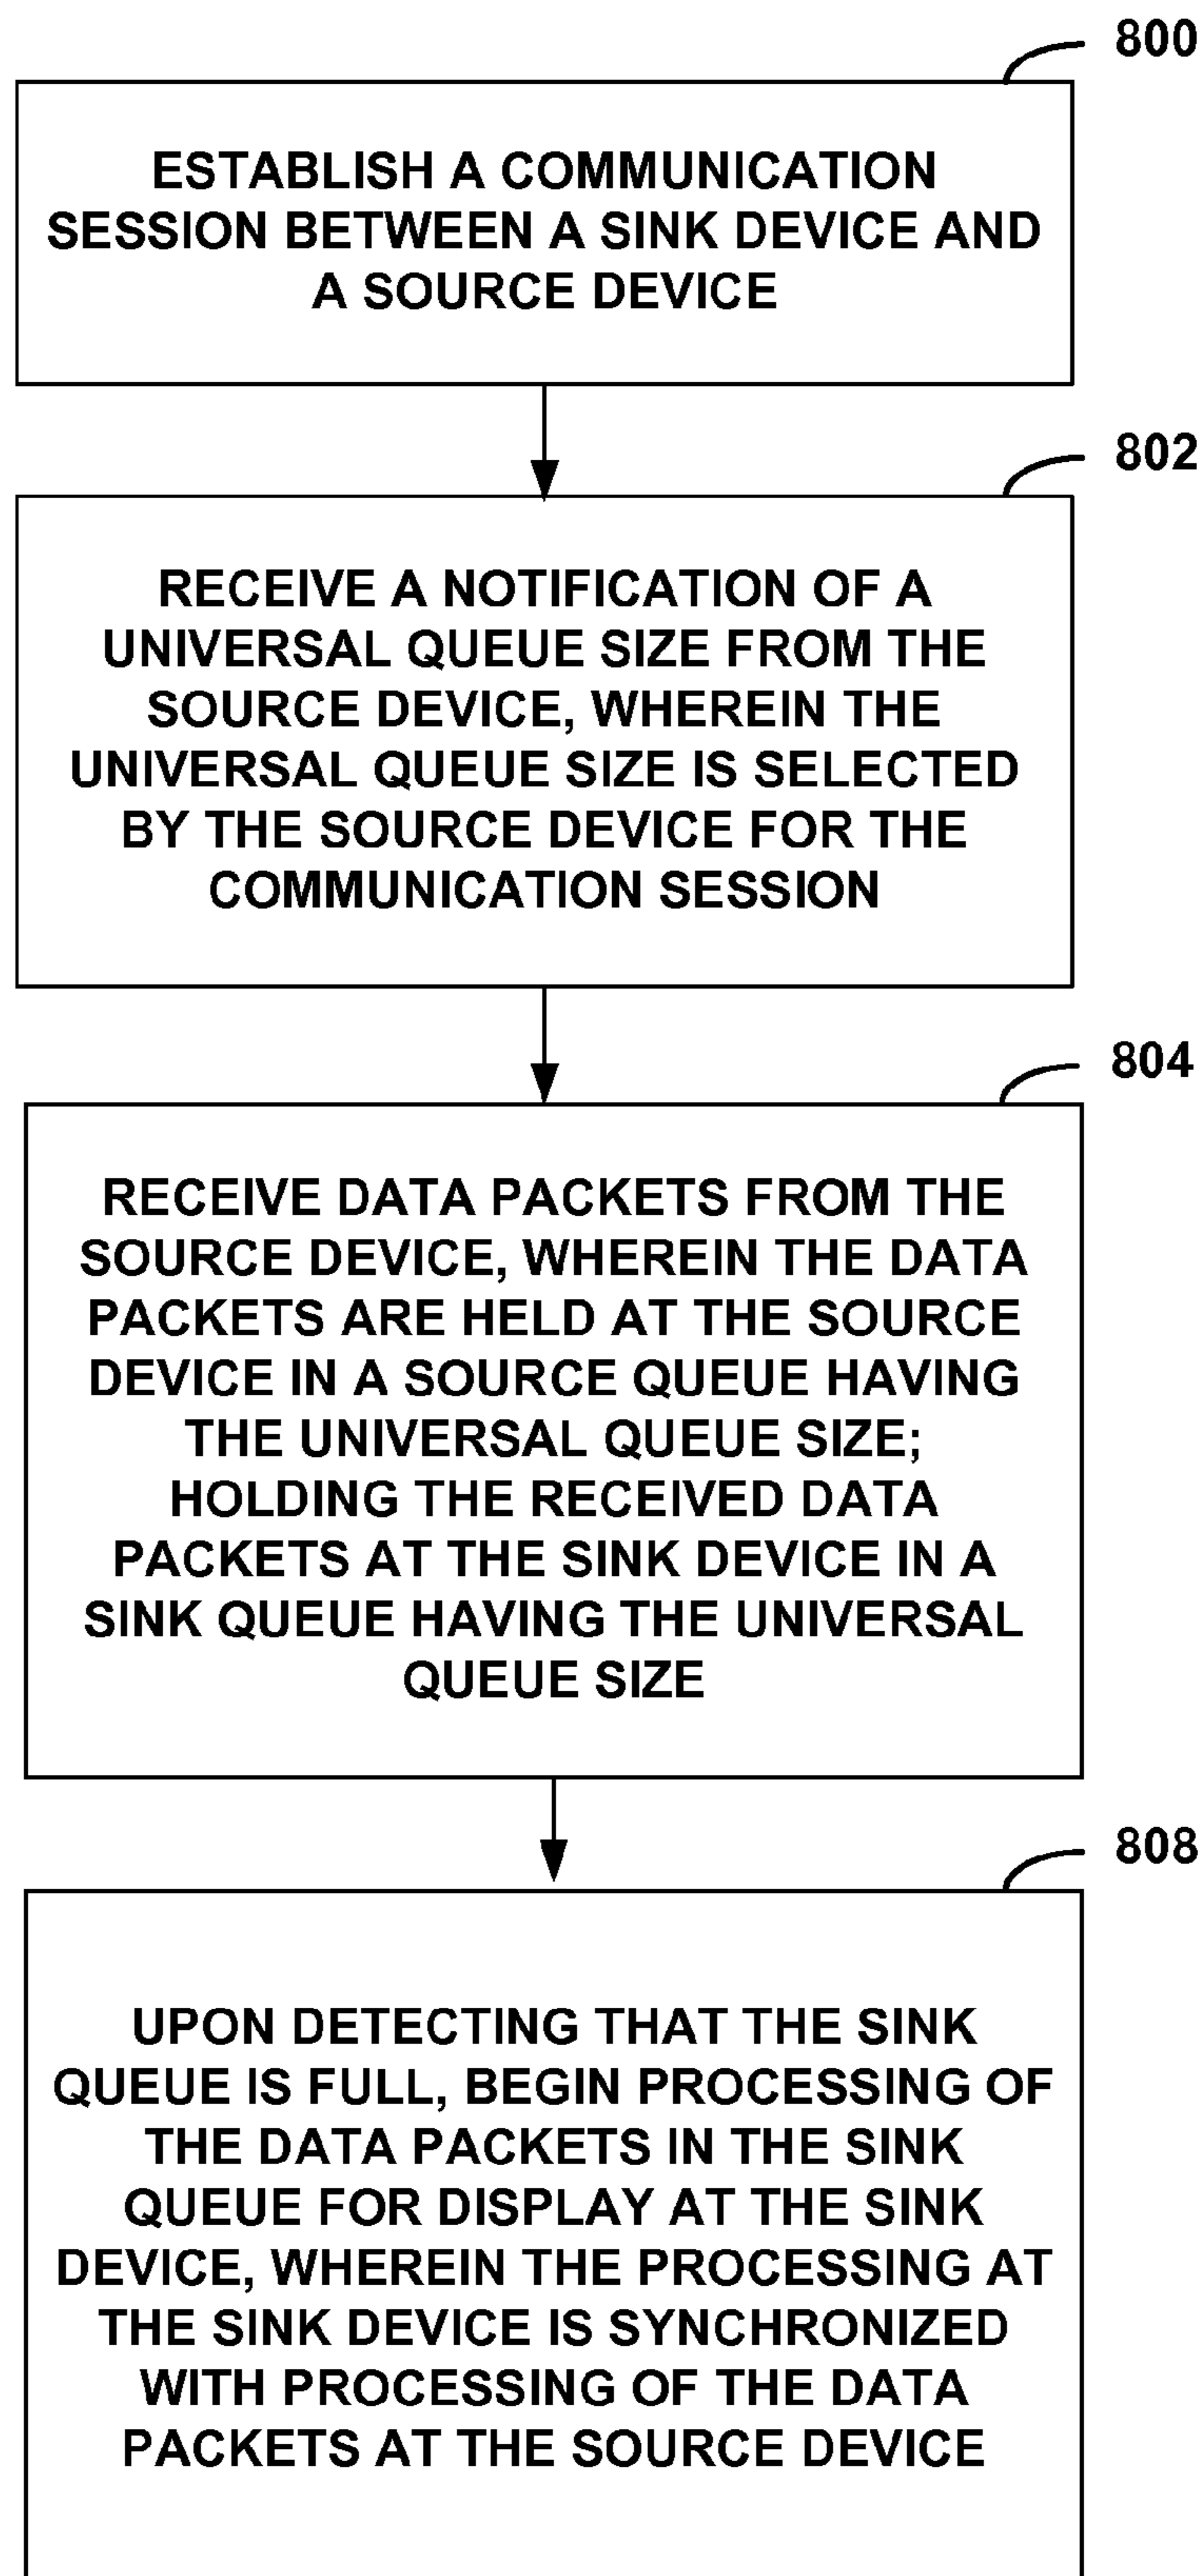 800
ESTABLISH A COMMUNICATION
SESSION BETWEEN A SINK DEVICE AND
A SOURCE DEVICE
802
RECEIVE A NOTIFICATION OF A
UNIVERSAL QUEUE SIZE FROM THE
SOURCE DEVICE, WHEREIN THE
UNIVERSAL QUEUE SIZE IS SELECTED
BY THE SOURCE DEVICE FOR THE
COMMUNICATION SESSION
804
RECEIVE DATA PACKETS FROM THE
SOURCE DEVICE, WHEREIN THE DATA
PACKETS ARE HELD AT THE SOURCE
DEVICE IN A SOURCE QUEUE HAVING
THE UNIVERSAL QUEUE SIZE;
HOLDING THE RECEIVED DATA
PACKETS AT THE SINK DEVICE IN A
SINK QUEUE HAVING THE UNIVERSAL
QUEUE SIZE
808
UPON DETECTING THAT THE SINK
QUEUE IS FULL, BEGIN PROCESSING OF
THE DATA PACKETS IN THE SINK
QUEUE FOR DISPLAY AT THE SINK
DEVICE, WHEREIN THE PROCESSING AT
THE SINK DEVICE IS SYNCHRONIZED
WITH PROCESSING OF THE DATA
PACKETS AT THE SOURCE DEVICE